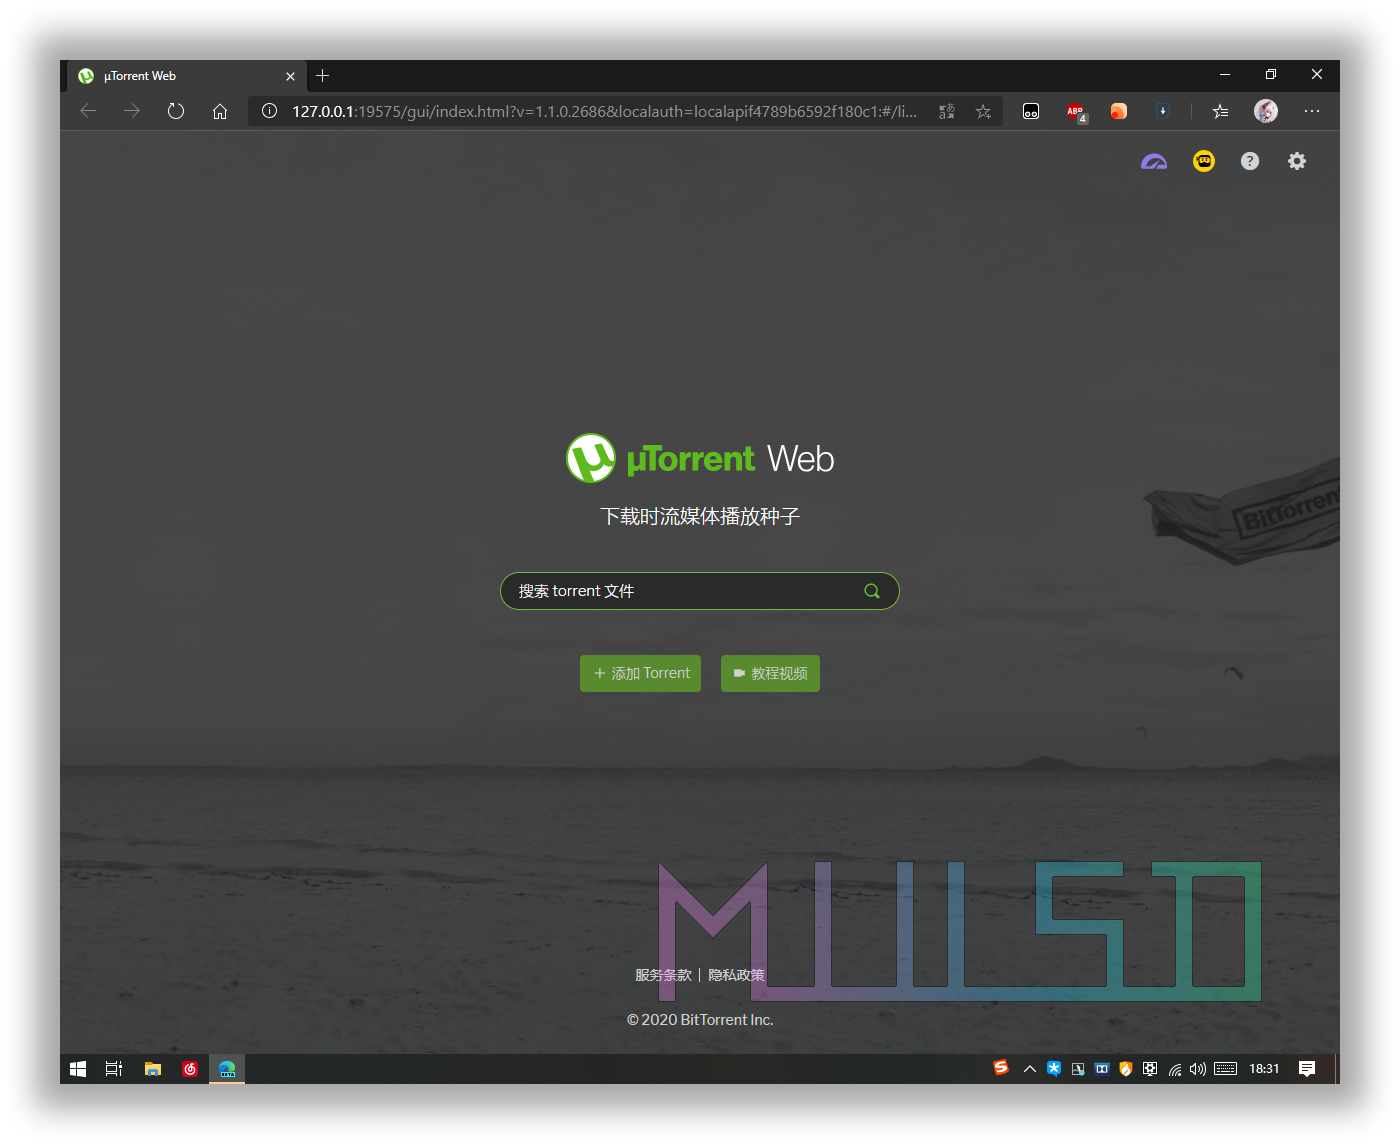 µTorrent Web
127.0.0.1:19575/gui/index.html?v=1.1.0.2686&localauth=localapif4789b6592f180c1:#/li...
ABP
4
µ µTorrent Web
下载时流媒体播放种子
BitTorrent
搜索 torrent 文件
+ 添加 Torrent
教程视频
MUILSD
服务条款 | 隐私政策
© 2020 BitTorrent Inc.
BETA
18:31